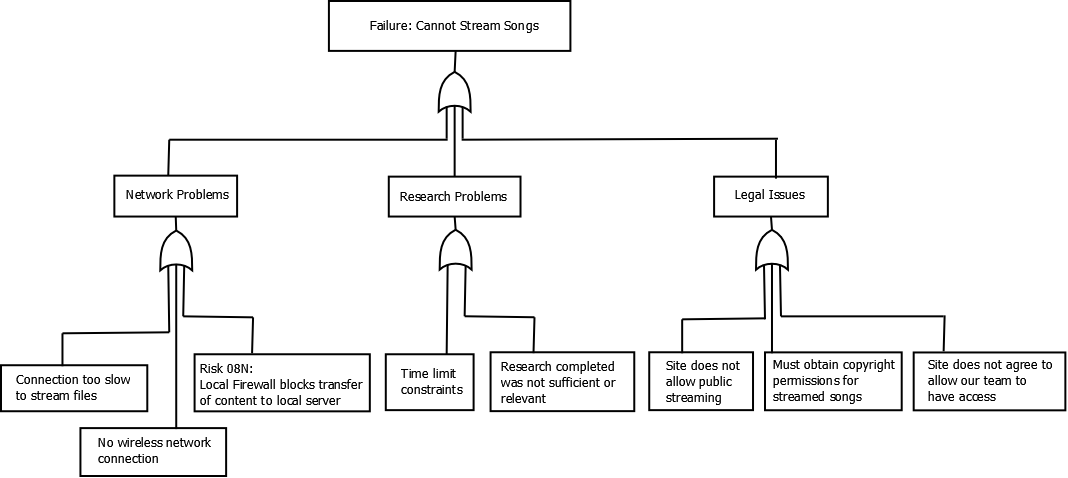 Failure: Cannot Stream Songs
Network Problems
Research Problems
Legal Issues
Connection too slow
to stream files
No wireless network
connection
Risk 08N:
Local Firewall blocks transfer
of content to local server
Time limit
constraints
Research completed
was not sufficient or
relevant
Site does not
allow public
streaming
Must obtain copyright
permissions for
streamed songs
Site does not agree to
allow our team to
have access